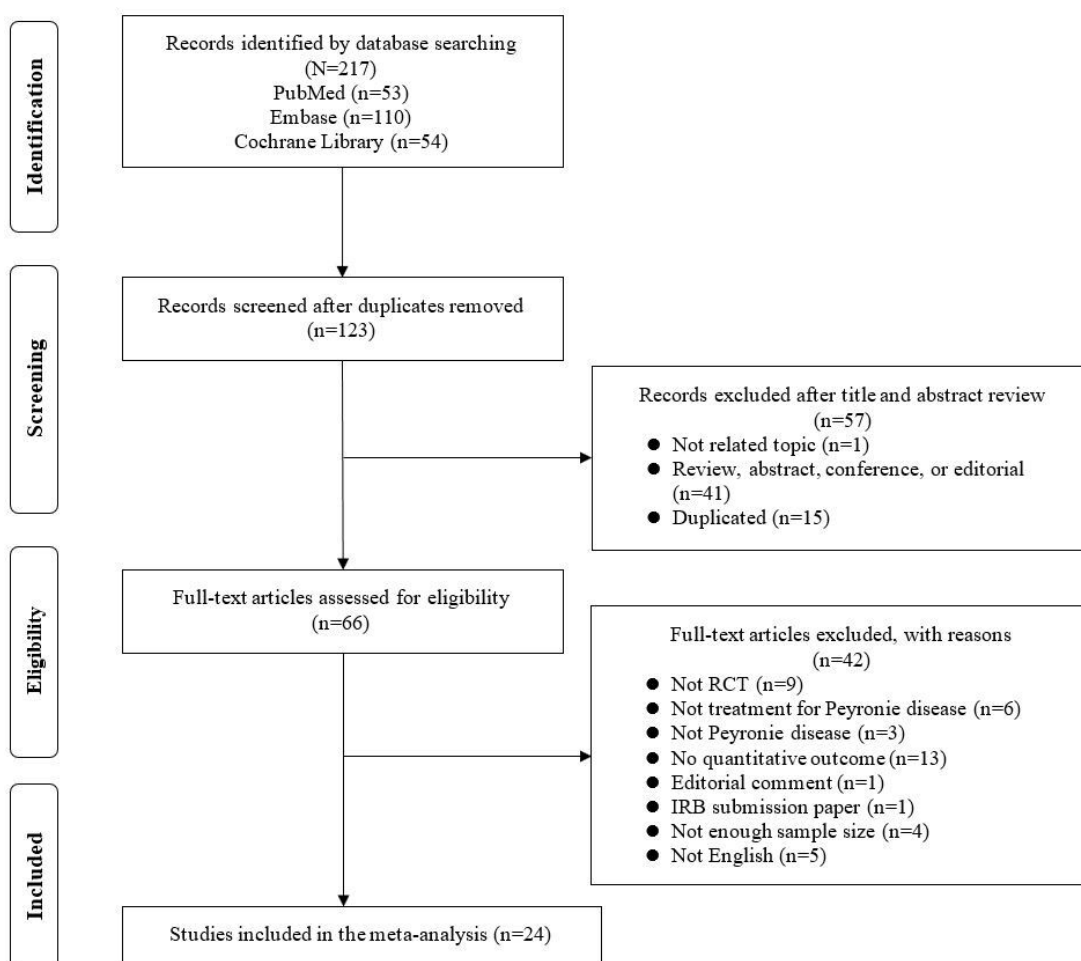 Identification
Records identified by database searching
(N=217)
PubMed (n=53)
Embase (n=110)
Cochrane Library (n=54)
Screening
Records screened after duplicates removed
(n=123)
Records excluded after title and abstract review
(n=57)
● Not related topic (n=1)
● Review, abstract, conference, or editorial
(n=41)
● Duplicated (n=15)
Eligibility
Full-text articles assessed for eligibility
(n=66)
Full-text articles excluded, with reasons
(n=42)
● Not RCT (n=9)
● Not treatment for Peyronie disease (n=6)
● Not Peyronie disease (n=3)
● No quantitative outcome (n=13)
● Editorial comment (n=1)
● IRB submission paper (n=1)
● Not enough sample size (n=4)
● Not English (n=5)
Included
Studies included in the meta-analysis (n=24)